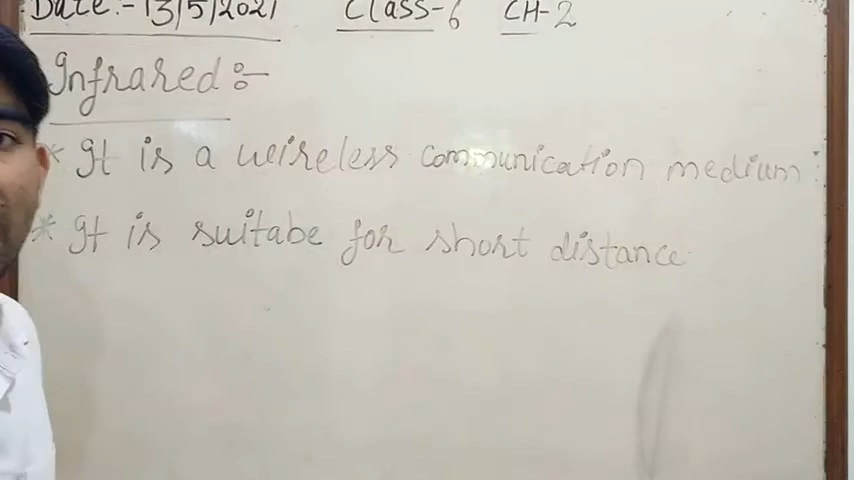 Date:- 13/5/2021 Class-6 CH-2
Infrared:-
* It is a wireless communication medium.
* It is suitabe for short distance